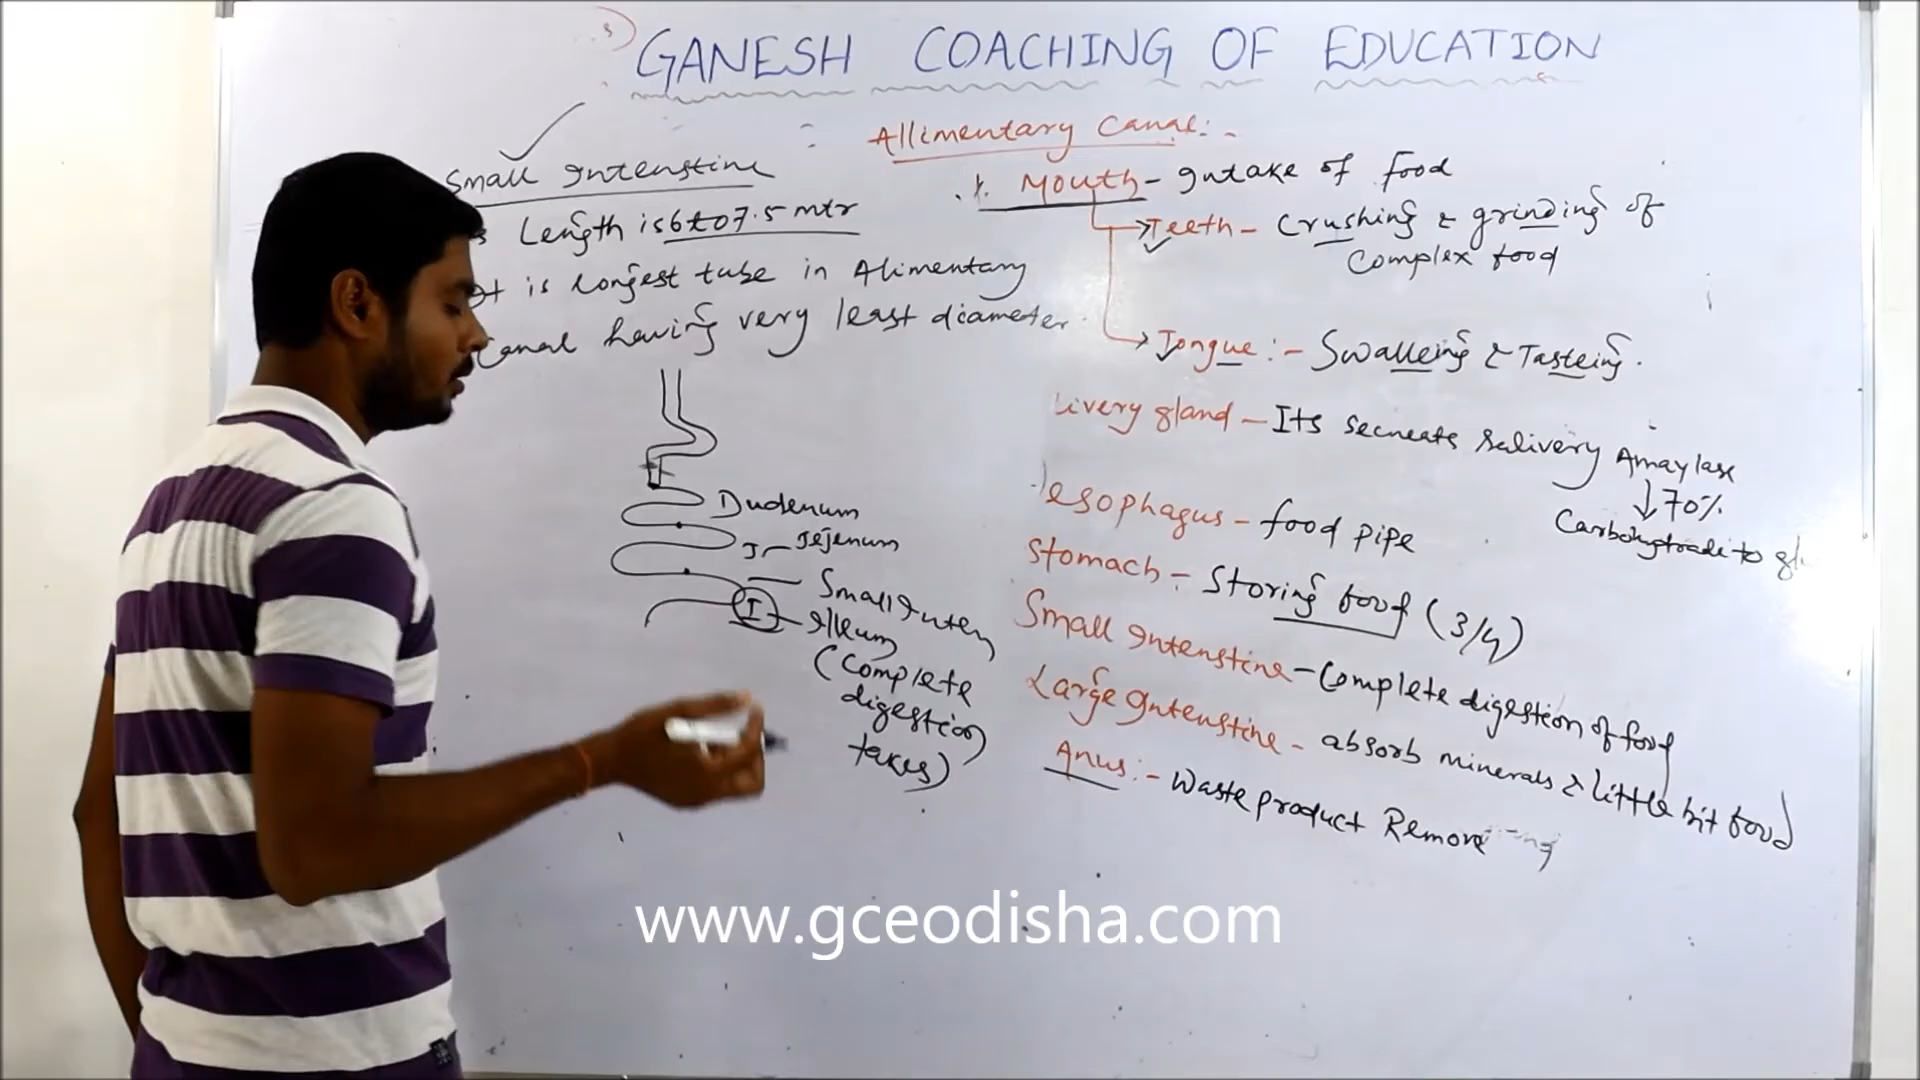 GANESH COACHING OF EDUCATION
Allimentary Canal:-
Small Intenstine
Length is 6 to 7.5 mtr
It is longest tube in Alimentary
Canal having very least diameter
Dudenum
J- Jejenum
Small Inten
I
Illeum
(Complete
digestion
takes)
1. Mouth - Intake of food
Teeth - Crushing & grinding of
Complex food
Tongue :- Swalleing & Tasteing.
livery gland - Its secneats Salivery Amaylase
↓ 70%
Carbohytrade to gl
esophagus - food pipe
Stomach - Storing food (3/4)
Small Intenstine - Complete digestion of food
Large Intenstine - absorb minerals & little bit food
Anus :- Waste product Remove
www.gceodisha.com